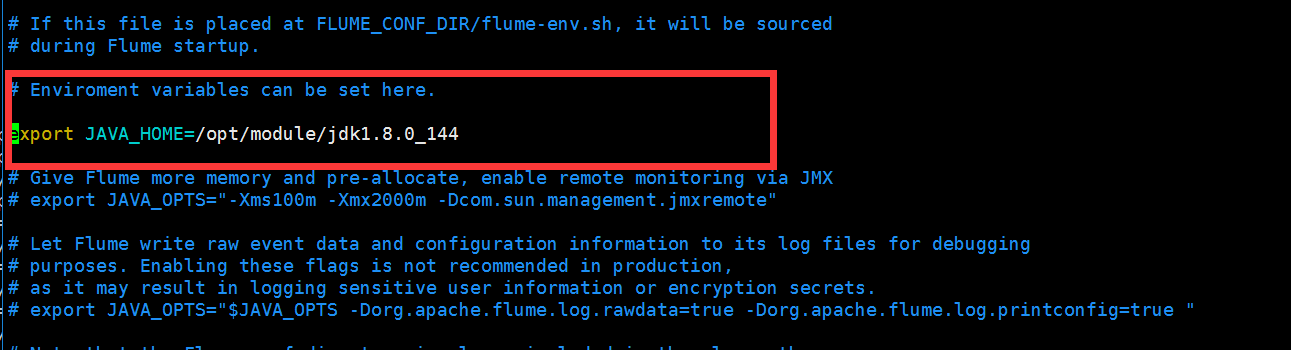 # If this file is placed at FLUME_CONF_DIR/flume-env.sh, it will be sourced
# during Flume startup.
# Enviroment variables can be set here.
export JAVA_HOME=/opt/module/jdk1.8.0_144
# Give Flume more memory and pre-allocate, enable remote monitoring via JMX
# export JAVA_OPTS="-Xms100m -Xmx2000m -Dcom.sun.management.jmxremote"
# Let Flume write raw event data and configuration information to its log files for debugging
# purposes. Enabling these flags is not recommended in production,
# as it may result in logging sensitive user information or encryption secrets.
# export JAVA_OPTS="$JAVA_OPTS -Dorg.apache.flume.log.rawdata=true -Dorg.apache.flume.log.printconfig=true "